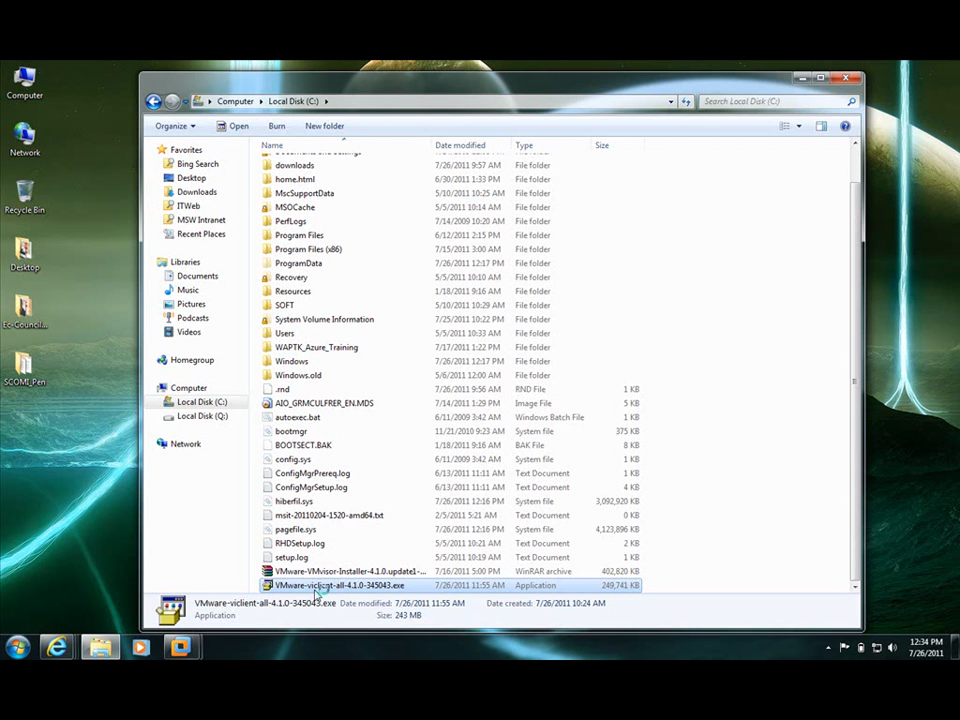 Computer
Network
Recycle Bin
Desktop
Ec-Council...
SCOMI_Pen
Computer Local Disk (C:)
Search Local Disk (C:)
Organize Open Burn New folder
Favorites
Bing Search
Desktop
Downloads
ITWeb
MSW Intranet
Recent Places
Libraries
Documents
Music
Pictures
Podcasts
Videos
Homegroup
Computer
Local Disk (C:)
Local Disk (Q:)
Network
Name Date modified Type Size
downloads 7/26/2011 9:57 AM File folder
home.html 6/30/2011 1:33 PM File folder
MscSupportData 5/10/2011 10:25 AM File folder
MSOCache 5/5/2011 10:14 AM File folder
PerfLogs 7/14/2009 10:20 AM File folder
Program Files 6/12/2011 2:15 PM File folder
Program Files (x86) 7/15/2011 3:00 AM File folder
ProgramData 7/26/2011 12:17 PM File folder
Recovery 5/5/2011 10:10 AM File folder
Resources 1/18/2011 9:16 AM File folder
SOFT 5/10/2011 10:29 AM File folder
System Volume Information 7/25/2011 10:22 PM File folder
Users 5/5/2011 10:33 AM File folder
WAPTK_Azure_Training 7/17/2011 1:22 PM File folder
Windows 7/26/2011 12:17 PM File folder
Windows.old 5/6/2011 12:00 AM File folder
.rnd 7/26/2011 9:56 AM RND File 1 KB
AIO_GRMCULFRER_EN.MDS 7/14/2011 1:29 PM Image File 5 KB
autoexec.bat 6/11/2009 3:42 AM Windows Batch File 1 KB
bootmgr 11/21/2010 9:23 AM System file 375 KB
BOOTSECT.BAK 1/18/2011 9:16 AM BAK File 8 KB
config.sys 6/11/2009 3:42 AM System file 1 KB
ConfigMgrPrereq.log 6/13/2011 11:11 AM Text Document 1 KB
ConfigMgrSetup.log 6/13/2011 11:11 AM Text Document 4 KB
hiberfil.sys 7/26/2011 12:16 PM System file 3,092,920 KB
msit-20110204-1520-amd64.txt 2/5/2011 5:21 AM Text Document 0 KB
pagefile.sys 7/26/2011 12:16 PM System file 4,123,896 KB
RHDSetup.log 5/5/2011 10:21 AM Text Document 2 KB
setup.log 5/5/2011 10:19 AM Text Document 0 KB
VMware-VMvisor-Installer-4.1.0.update1-... 7/16/2011 5:00 PM WinRAR archive 402,820 KB
VMware-viclient-all-4.1.0-345043.exe 7/26/2011 11:55 AM Application 249,741 KB
VMware-viclient-all-4.1.0-345043.exe Date modified: 7/26/2011 11:55 AM Date created: 7/26/2011 10:24 AM
Application Size: 243 MB
12:34 PM
7/26/2011